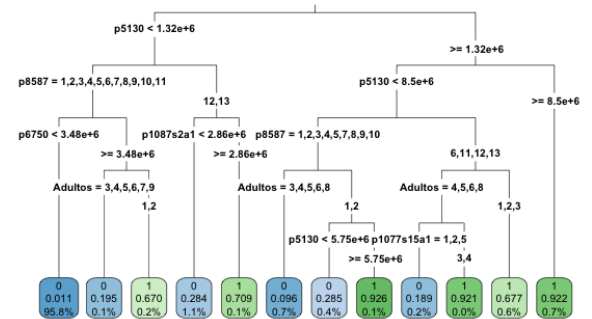 p5130 < 1.32e+6
>= 1.32e+6
p8587 = 1,2,3,4,5,6,7,8,9,10,11
p5130 < 8.5e+6
12,13
>= 8.5e+6
p6750 < 3.48e+6
p1087s2a1 < 2.86e+6
p8587 = 1,2,3,4,5,7,8,9,10
>= 3.48e+6
>= 2.86e+6
6,11,12,13
Adultos = 3,4,5,6,7,9
Adultos = 3,4,5,6,8
Adultos = 4,5,6,8
1,2
1,2
1,2,3
p5130 < 5.75e+6
p1077s15a1 = 1,2,5
>= 5.75e+6
3,4
0 0 1 0 1 0 0 1 0 1 1 1
0.011 0.195 0.670 0.284 0.709 0.096 0.285 0.926 0.189 0.921 0.677 0.922
95.8% 0.1% 0.2% 1.1% 0.1% 0.7% 0.4% 0.1% 0.2% 0.0% 0.6% 0.7%